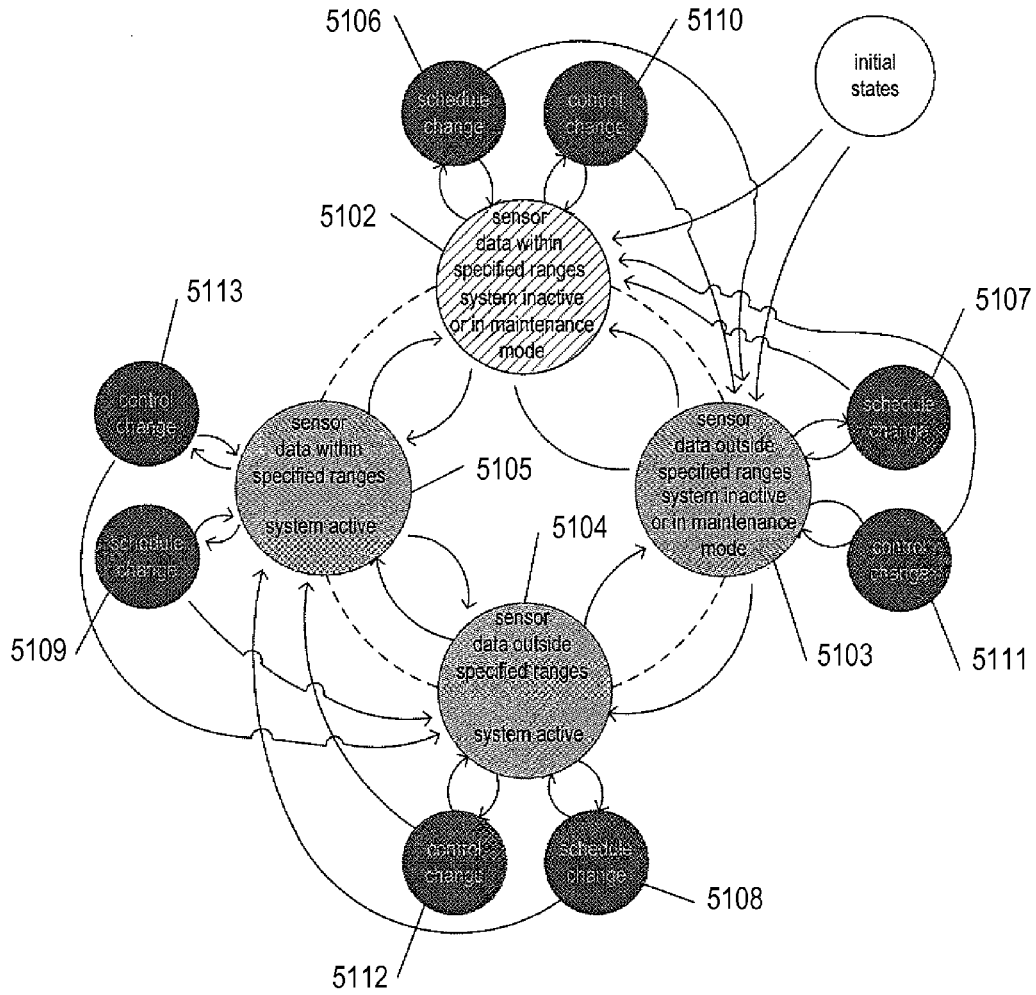 5106
5110
initial
states
schedule
change
control
change
5102
sensor
data within
specified ranges
system inactive
or in maintenance
mode
5113
5107
control
change
schedule
change
sensor
data within
specified ranges
system active
5105
sensor
data outside
specified ranges
system inactive
or in maintenance
mode
5104
schedule
change
control
change
5109
sensor
data outside
specified ranges
system active
5103
5111
control
change
schedule
change
5108
5112